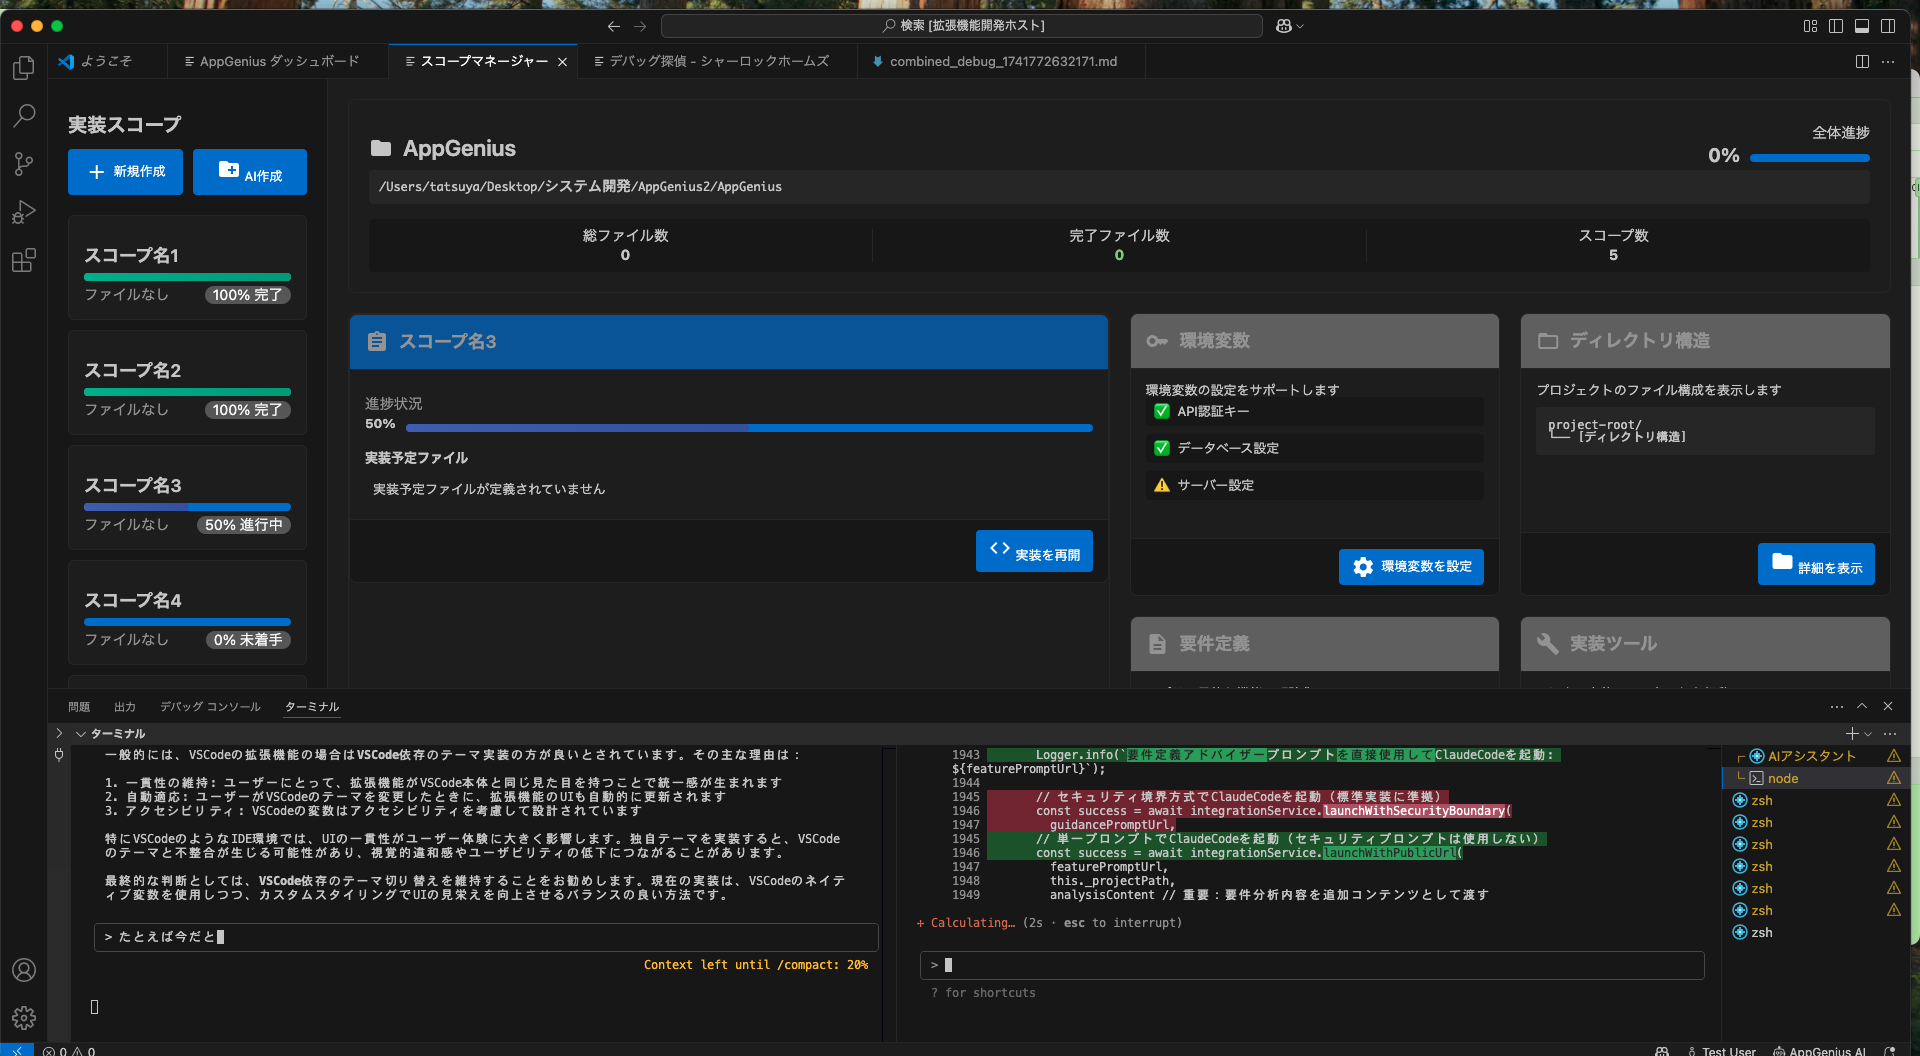 検索 [拡張機能開発ホスト]
ようこそ
AppGenius ダッシュボード
スコープマネージャー
デバッグ探偵 - シャーロックホームズ
combined_debug_1741772632171.md
実装スコープ
新規作成
AI作成
スコープ名1
ファイルなし
100% 完了
スコープ名2
ファイルなし
100% 完了
スコープ名3
ファイルなし
50% 進行中
スコープ名4
ファイルなし
0% 未着手
AppGenius
全体進捗
0%
/Users/tatsuya/Desktop/システム開発/AppGenius2/AppGenius
総ファイル数
0
完了ファイル数
0
スコープ数
5
スコープ名3
進捗状況
50%
実装予定ファイル
実装予定ファイルが定義されていません
実装を再開
環境変数
環境変数の設定をサポートします
API認証キー
データベース設定
サーバー設定
環境変数を設定
ディレクトリ構造
プロジェクトのファイル構成を表示します
project-root/
└── [ディレクトリ構造]
詳細を表示
要件定義
実装ツール
問題
出力
デバッグ コンソール
ターミナル
ターミナル
一般的には、VSCodeの拡張機能の場合はVSCode依存のテーマ実装の方が良いとされています。その主な理由は：
1. 一貫性の維持: ユーザーにとって、拡張機能がVSCode本体と同じ見た目を持つことで統一感が生まれます
2. 自動適応: ユーザーがVSCodeのテーマを変更したときに、拡張機能のUIも自動的に更新されます
3. アクセシビリティ: VSCodeの変数はアクセシビリティを考慮して設計されています
特にVSCodeのようなIDE環境では、UIの一貫性がユーザー体験に大きく影響します。独自テーマを実装すると、VSCode
のテーマと不整合が生じる可能性があり、視覚的違和感やユーザビリティの低下につながることがあります。
最終的な判断としては、VSCode依存のテーマ切り替えを維持することをお勧めします。現在の実装は、VSCodeのネイテ
ィブ変数を使用しつつ、カスタムスタイリングでUIの見栄えを向上させるバランスの良い方法です。
> たとえば今だと
Context left until /compact: 20%
1943 Logger.info(`要件定義アドバイザープロンプトを直接使用してClaudeCodeを起動:
${featurePromptUrl}`);
1944
1945 // セキュリティ境界方式でClaudeCodeを起動（標準実装に準拠）
1946 const success = await integrationService.launchWithSecurityBoundary(
1947 guidancePromptUrl,
1945 // 単一プロンプトでClaudeCodeを起動（セキュリティプロンプトは使用しない）
1946 const success = await integrationService.launchWithPublicUrl(
1947 featurePromptUrl,
1948 this._projectPath,
1949 analysisContent // 重要：要件分析内容を追加コンテンツとして渡す
+ Calculating… (2s · esc to interrupt)
>
? for shortcuts
AIアシスタント
node
zsh
zsh
zsh
zsh
zsh
zsh
zsh
0
0
Test User
AppGenius AI